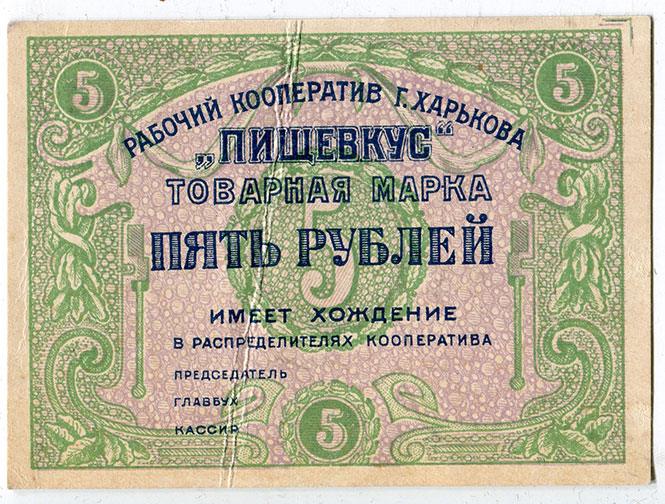 5 5
РАБОЧИЙ КООПЕРАТИВ Г. ХАРЬКОВА
„ПИЩЕВКУС“
ТОВАРНАЯ МАРКА
5
ПЯТЬ РУБЛЕЙ
ИМЕЕТ ХОЖДЕНИЕ
В РАСПРЕДЕЛИТЕЛЯХ КООПЕРАТИВА
ПРЕДСЕДАТЕЛЬ
ГЛАВБУХ
КАССИР
5